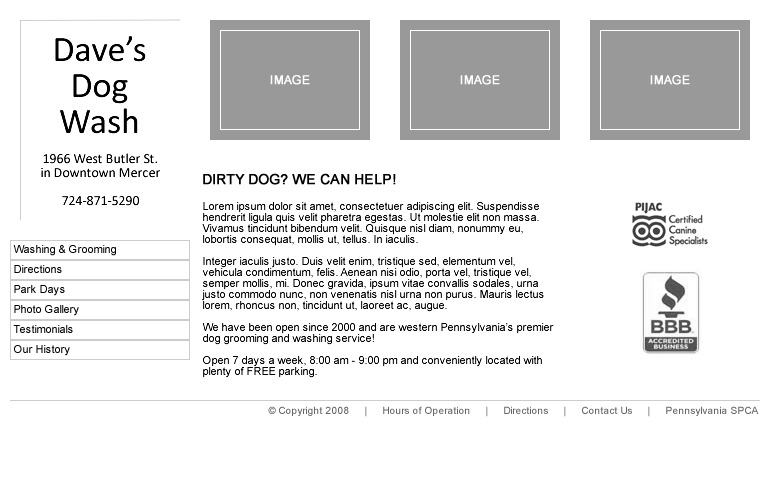 Dave’s
Dog
Wash
1966 West Butler St.
in Downtown Mercer
724-871-5290
IMAGE
IMAGE
IMAGE
Washing & Grooming
Directions
Park Days
Photo Gallery
Testimonials
Our History
DIRTY DOG? WE CAN HELP!
Lorem ipsum dolor sit amet, consectetuer adipiscing elit. Suspendisse
hendrerit ligula quis velit pharetra egestas. Ut molestie elit non massa.
Vivamus tincidunt bibendum velit. Quisque nisl diam, nonummy eu,
lobortis consequat, mollis ut, tellus. In iaculis.
Integer iaculis justo. Duis velit enim, tristique sed, elementum vel,
vehicula condimentum, felis. Aenean nisi odio, porta vel, tristique vel,
semper mollis, mi. Donec gravida, ipsum vitae convallis sodales, urna
justo commodo nunc, non venenatis nisl urna non purus. Mauris lectus
lorem, rhoncus non, tincidunt ut, laoreet ac, augue.
We have been open since 2000 and are western Pennsylvania’s premier
dog grooming and washing service!
Open 7 days a week, 8:00 am - 9:00 pm and conveniently located with
plenty of FREE parking.
PIJAC
Certified
Canine
Specialists
BBB
ACCREDITED
BUSINESS
© Copyright 2008 | Hours of Operation | Directions | Contact Us | Pennsylvania SPCA